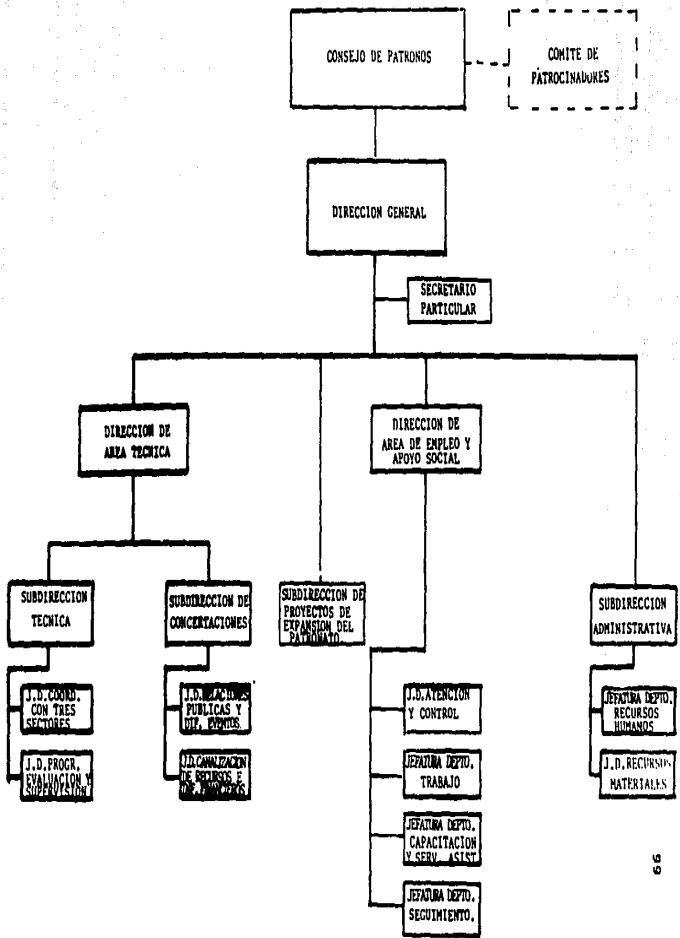 CONSEJO DE PATRONOS
COMITE DE
PATROCINADORES
DIRECCION GENERAL
SECRETARIO
PARTICULAR
DIRECCION DE
AREA TECNICA
DIRECCION DE
AREA DE EMPLEO Y
APOYO SOCIAL
SUBDIRECCION
TECNICA
SUBDIRECCION DE
CONCERTACIONES
SUBDIRECCION DE
PROYECTOS DE
EXPANSION DEL
PATRONATO.
SUBDIRECCION
ADMINISTRATIVA
J.D.COORD.
CON TRES
SECTORES
J.D.RELACIONES
PUBLICAS Y
DIF. EVENTOS.
J.D.ATENCION
Y CONTROL
JEFATURA DEPTO.
RECURSOS
HUMANOS
J.D.PROGR.
EVALUACION Y
SUPERVISION
J.D.CANALIZACION
DE RECURSOS E
FINANCIEROS
JEFATURA DEPTO.
TRABAJO
J.D.RECURSOS
MATERIALES
JEFATURA DEPTO.
CAPACITACION
Y SERV. ASIST
JEFATURA DEPTO.
SEGUIMIENTO.
66